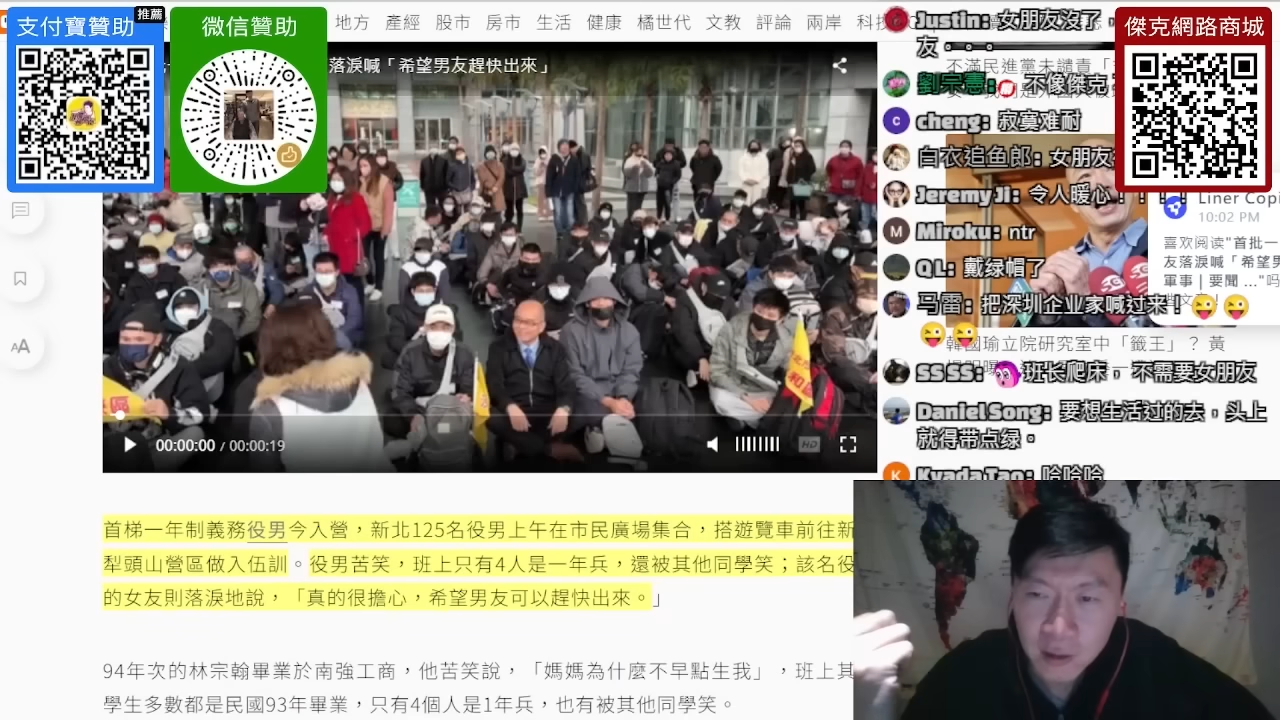 支付寶贊助
推薦
微信贊助
地方 產經 股市 房市 生活 健康 橘世代 文教 評論 兩岸
傑克網路商城
落淚喊「希望男友趕快出來」
00:00:00 / 00:00:19
HD
Justin: 女朋友沒了
友。。。
不滿民進黨未譴責
劉宗憲: 不像傑克
cheng: 寂寞难耐
白衣追鱼郎: 女朋友
Jeremy Ji: 令人暖心！！！！
Miroku: ntr
Q L: 戴绿帽了
马雷: 把深圳企业家喊过来！
韓國瑜立院研究室中「籤王」？ 黃
SS SS: 班长爬床， 不需要女朋友
Daniel Song: 要想生活过的去，头上
就得带点绿。
Kyada Tao: 哈哈哈
Liner Copi
10:02 PM
喜欢阅读"首批一
友落淚喊「希望男
軍事 | 要聞 ..."吗
AA
首梯一年制義務役男今入營，新北125名役男上午在市民廣場集合，搭遊覽車前往新
犁頭山營區做入伍訓。役男苦笑，班上只有4人是一年兵，還被其他同學笑；該名役
的女友則落淚地說，「真的很擔心，希望男友可以趕快出來。」
94年次的林宗翰畢業於南強工商，他苦笑說，「媽媽為什麼不早點生我」，班上其
學生多數都是民國93年畢業，只有4個人是1年兵，也有被其他同學笑。